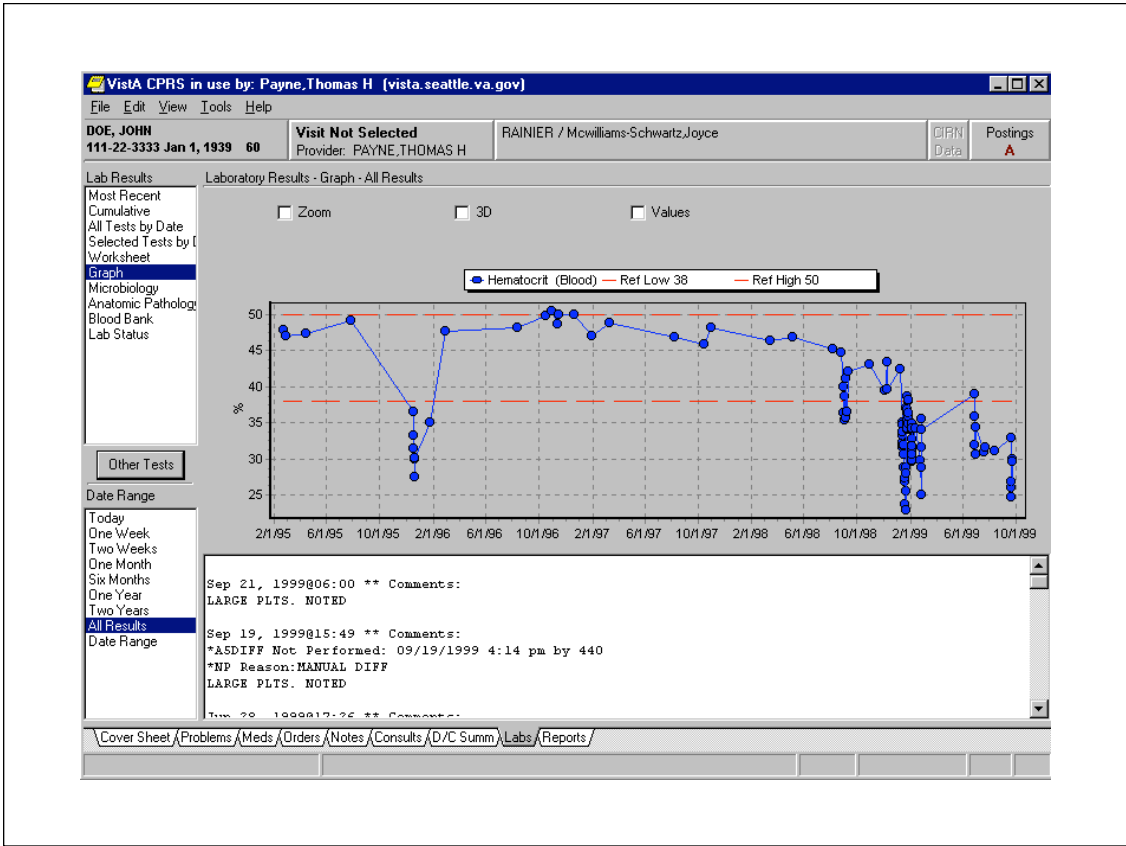 VistA CPRS in use by: Payne,Thomas H (vista.seattle.va.gov)
File Edit View Tools Help
DOE, JOHN
111-22-3333 Jan 1, 1939 60
Visit Not Selected
Provider: PAYNE,THOMAS H
RAINIER / Mcwilliams-Schwartz,Joyce
CIRN
Data
Postings
A
Lab Results
Most Recent
Cumulative
All Tests by Date
Selected Tests by D
Worksheet
Graph
Microbiology
Anatomic Pathology
Blood Bank
Lab Status
Other Tests
Date Range
Today
One Week
Two Weeks
One Month
Six Months
One Year
Two Years
All Results
Date Range
Laboratory Results - Graph - All Results
Zoom 3D Values
Hematocrit (Blood) Ref Low 38 Ref High 50
50
45
40
35
30
25
%
2/1/95 6/1/95 10/1/95 2/1/96 6/1/96 10/1/96 2/1/97 6/1/97 10/1/97 2/1/98 6/1/98 10/1/98 2/1/99 6/1/99 10/1/99
Sep 21, 1999@06:00 ** Comments:
LARGE PLTS. NOTED
Sep 19, 1999@15:49 ** Comments:
*A5DIFF Not Performed: 09/19/1999 4:14 pm by 440
*NP Reason:MANUAL DIFF
LARGE PLTS. NOTED
Jun 28, 1999@17:26 ** Comments:
Cover Sheet Problems Meds Orders Notes Consults D/C Summ Labs Reports